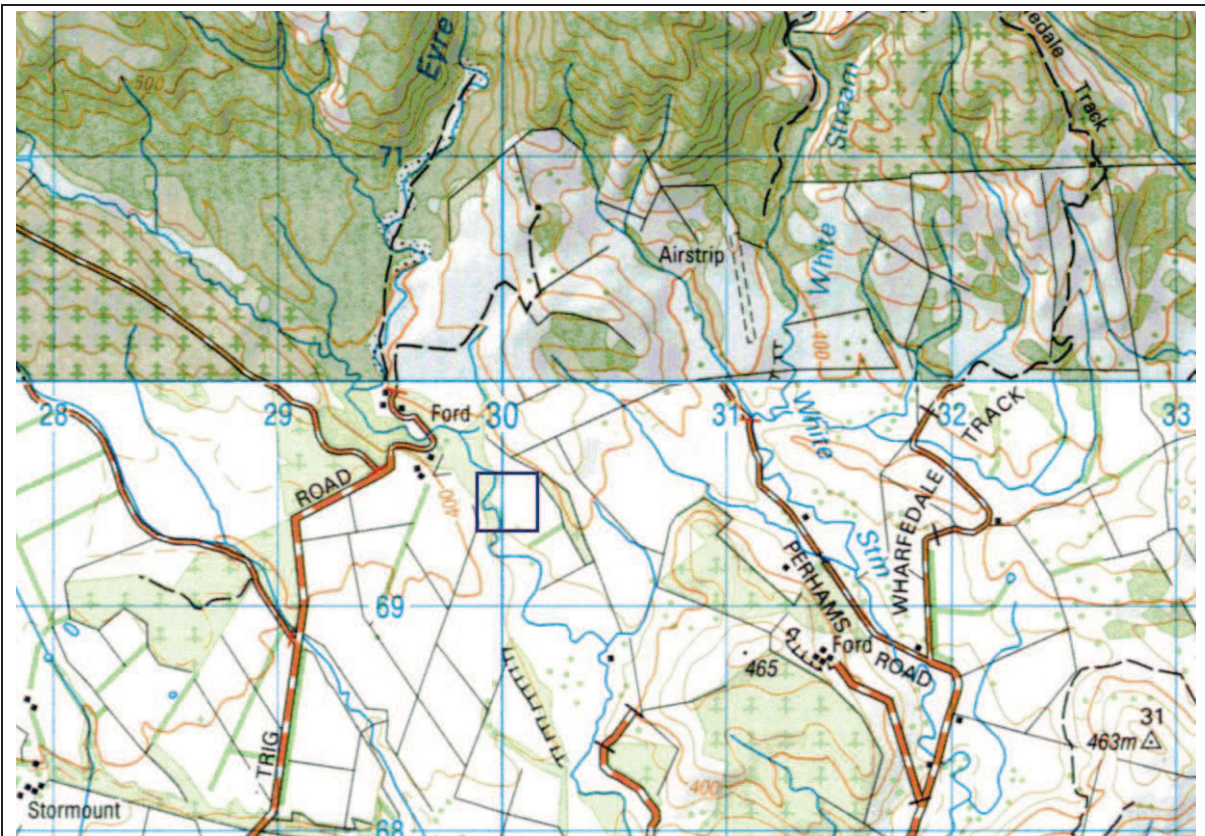 Eyre
Stream
Track
500
71
Airstrip
White
400
28
29
Ford
30
31
White
32
TRACK
33
ROAD
400
Stm
PERHAMS
WHARFEDALE
69
465
Ford
ROAD
31
463m
TRIG
400
Stormount
68